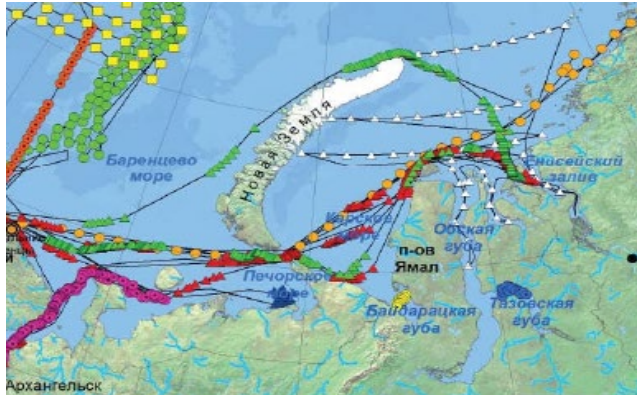 Баренцево
море
Новая Земля
Енисейский
залив
Карское
море
Обская
губа
п-ов
Ямал
Печорское
море
Байдарацкая
губа
Тазовская
губа
Архангельск